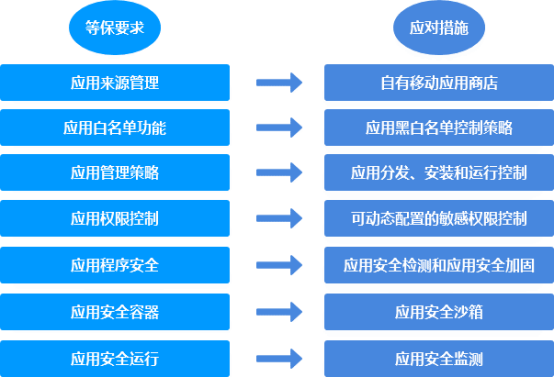 等保要求 应对措施
应用来源管理 自有移动应用商店
应用白名单功能 应用黑白名单控制策略
应用管理策略 应用分发、安装和运行控制
应用权限控制 可动态配置的敏感权限控制
应用程序安全 应用安全检测和应用安全加固
应用安全容器 应用安全沙箱
应用安全运行 应用安全监测